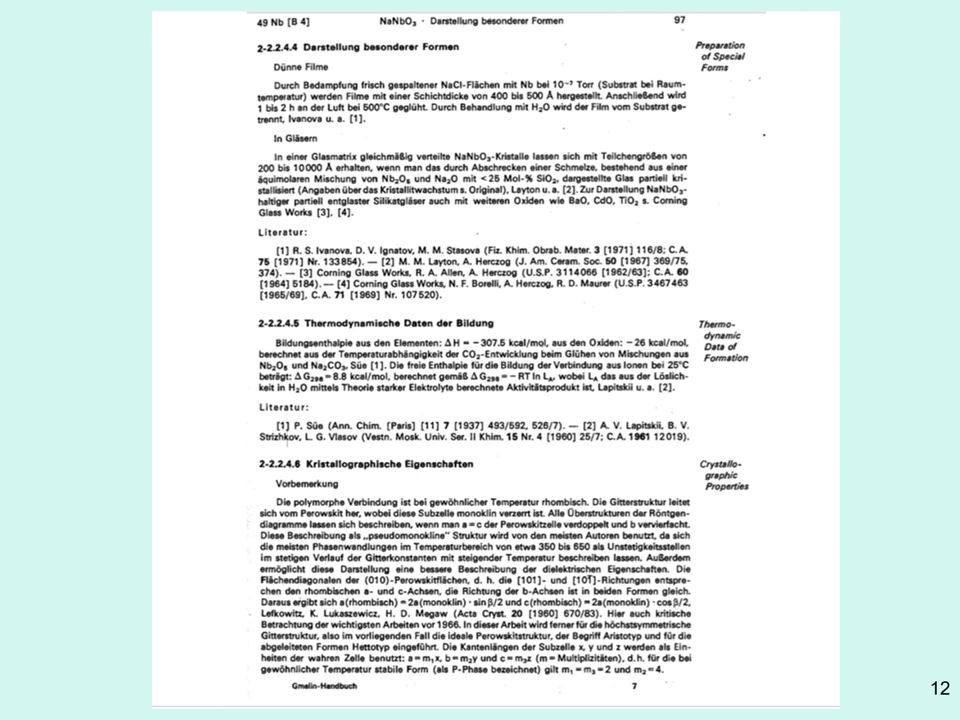 49 Nb [B 4]
NaNbO₃ · Darstellung besonderer Formen
97
2-2.2.4.4 Darstellung besonderer Formen
Preparation
of Special
Forms
Dünne Filme
Durch Bedampfung frisch gespaltener NaCl-Flächen mit Nb bei 10⁻⁷ Torr (Substrat bei Raum-
temperatur) werden Filme mit einer Schichtdicke von 400 bis 500 Å hergestellt. Anschließend wird
1 bis 2 h an der Luft bei 500°C geglüht. Durch Behandlung mit H₂O wird der Film vom Substrat ge-
trennt, Ivanova u. a. [1].
In Gläsern
In einer Glasmatrix gleichmäßig verteilte NaNbO₃-Kristalle lassen sich mit Teilchengrößen von
200 bis 10000 Å erhalten, wenn man das durch Abschrecken einer Schmelze, bestehend aus einer
äquimolaren Mischung von Nb₂O₅ und Na₂O mit <25 Mol-% SiO₂, dargestellte Glas partiell kri-
stallisiert (Angaben über das Kristallitwachstum s. Original), Layton u. a. [2]. Zur Darstellung NaNbO₃-
haltiger partiell entglaster Silikatgläser auch mit weiteren Oxiden wie BaO, CdO, TiO₂ s. Corning
Glass Works [3], [4].
Literatur:
[1] R. S. Ivanova, D. V. Ignatov, M. M. Stasova (Fiz. Khim. Obrab. Mater. 3 [1971] 116/8; C.A.
75 [1971] Nr. 133854). — [2] M. M. Layton, A. Herczog (J. Am. Ceram. Soc. 50 [1967] 369/75,
374). — [3] Corning Glass Works, R. A. Allen, A. Herczog (U.S.P. 3114066 [1962/63]; C.A. 60
[1964] 5184). — [4] Corning Glass Works, N. F. Borelli, A. Herczog, R. D. Maurer (U.S.P. 3467463
[1965/69], C.A. 71 [1969] Nr. 107520).
2-2.2.4.5 Thermodynamische Daten der Bildung
Thermo-
dynamic
Data of
Formation
Bildungsenthalpie aus den Elementen: ΔH = −307.5 kcal/mol, aus den Oxiden: −26 kcal/mol,
berechnet aus der Temperaturabhängigkeit der CO₂-Entwicklung beim Glühen von Mischungen aus
Nb₂O₅ und Na₂CO₃, Süe [1]. Die freie Enthalpie für die Bildung der Verbindung aus Ionen bei 25°C
beträgt: ΔG₂₉₈ = 8.8 kcal/mol, berechnet gemäß ΔG₂₉₈ = −RT ln L_A, wobei L_A das aus der Löslich-
keit in H₂O mittels Theorie starker Elektrolyte berechnete Aktivitätsprodukt ist, Lapitskii u. a. [2].
Literatur:
[1] P. Süe (Ann. Chim. [Paris] [11] 7 [1937] 493/592, 526/7). — [2] A. V. Lapitskii, B. V.
Strizhkov, L. G. Vlasov (Vestn. Mosk. Univ. Ser. II Khim. 15 Nr. 4 [1960] 25/7; C.A. 1961 12019).
2-2.2.4.6 Kristallographische Eigenschaften
Crystallo-
graphic
Properties
Vorbemerkung
Die polymorphe Verbindung ist bei gewöhnlicher Temperatur rhombisch. Die Gitterstruktur leitet
sich vom Perowskit her, wobei diese Subzelle monoklin verzerrt ist. Alle Überstrukturen der Röntgen-
diagramme lassen sich beschreiben, wenn man a = c der Perowskitzelle verdoppelt und b vervierfacht.
Diese Beschreibung als „pseudomonokline" Struktur wird von den meisten Autoren benutzt, da sich
die meisten Phasenwandlungen im Temperaturbereich von etwa 350 bis 650 als Unstetigkeitsstellen
im stetigen Verlauf der Gitterkonstanten mit steigender Temperatur beschreiben lassen, Außerdem
ermöglicht diese Darstellung eine bessere Beschreibung der dielektrischen Eigenschaften. Die
Flächendiagonalen der (010)-Perowskitflächen, d. h. die [101]- und [101̄]-Richtungen entspre-
chen den rhombischen a- und c-Achsen, die Richtung der b-Achsen ist in beiden Formen gleich.
Daraus ergibt sich a(rhombisch) = 2a(monoklin) · sin β/2 und c(rhombisch) = 2a(monoklin) · cos β/2,
Lefkowitz, K. Lukaszewicz, H. D. Megaw (Acta Cryst. 20 [1960] 670/83). Hier auch kritische
Betrachtung der wichtigsten Arbeiten vor 1966. In dieser Arbeit wird ferner für die höchstsymmetrische
Gitterstruktur, also im vorliegenden Fall die ideale Perowskitstruktur, der Begriff Aristotyp und für die
abgeleiteten Formen Hettotyp eingeführt. Die Kantenlängen der Subzelle x, y und z werden als Ein-
heiten der wahren Zelle benutzt: a = m₁x, b = m₂y und c = m₃z (m = Multiplizitäten), d.h. für die bei
gewöhnlicher Temperatur stabile Form (als P-Phase bezeichnet) gilt m₁ = m₃ = 2 und m₂ = 4.
Gmelin-Handbuch
7
12